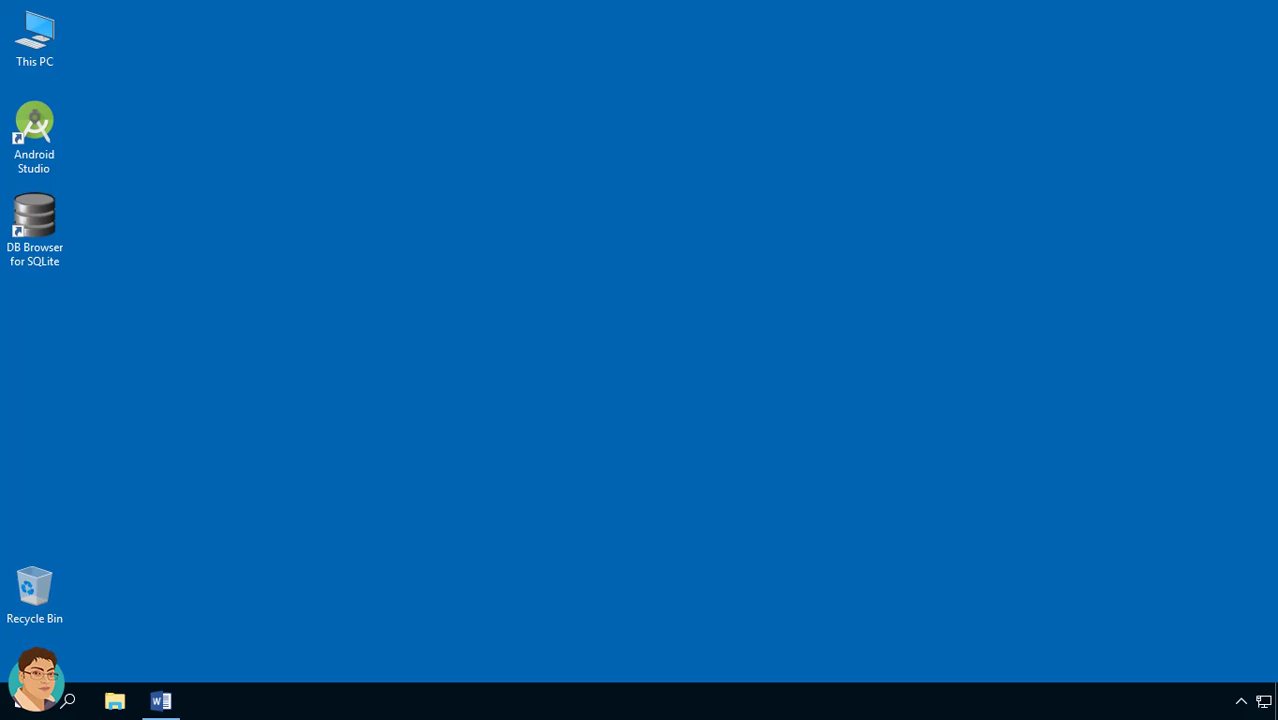 This PC
Android
Studio
DB Browser
for SQLite
Recycle Bin
W